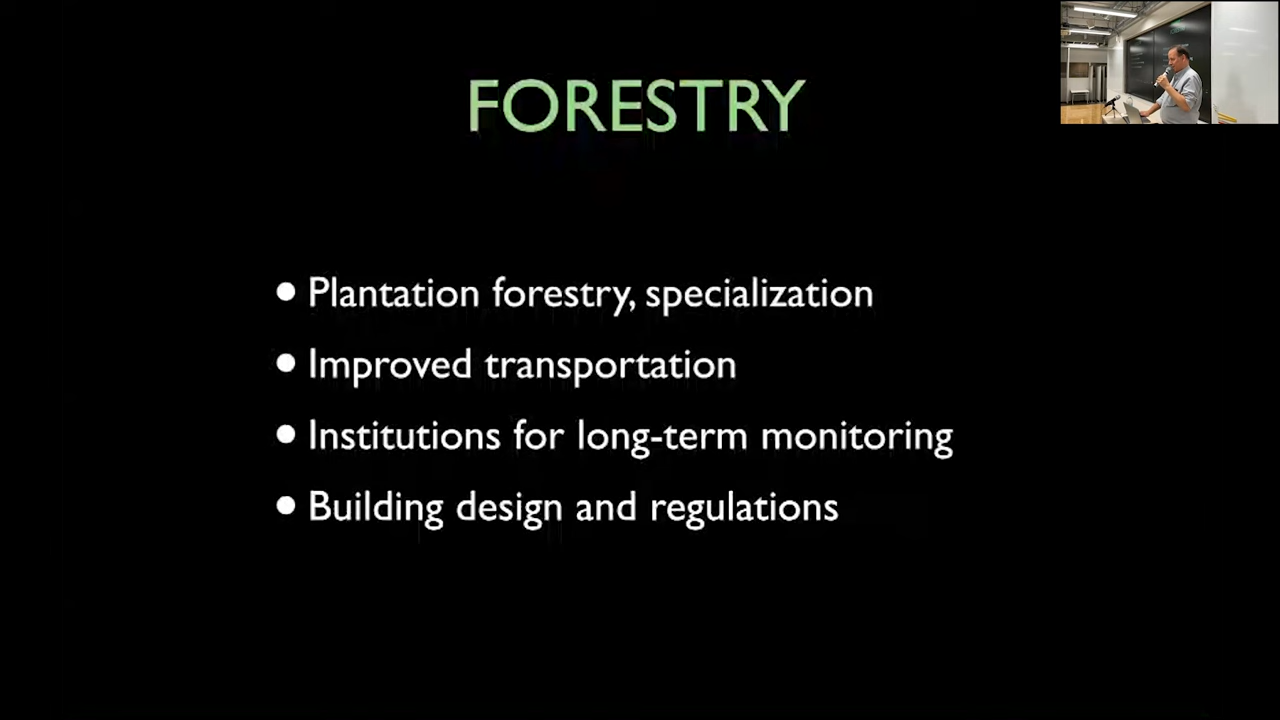 FORESTRY
• Plantation forestry, specialization
• Improved transportation
• Institutions for long-term monitoring
• Building design and regulations